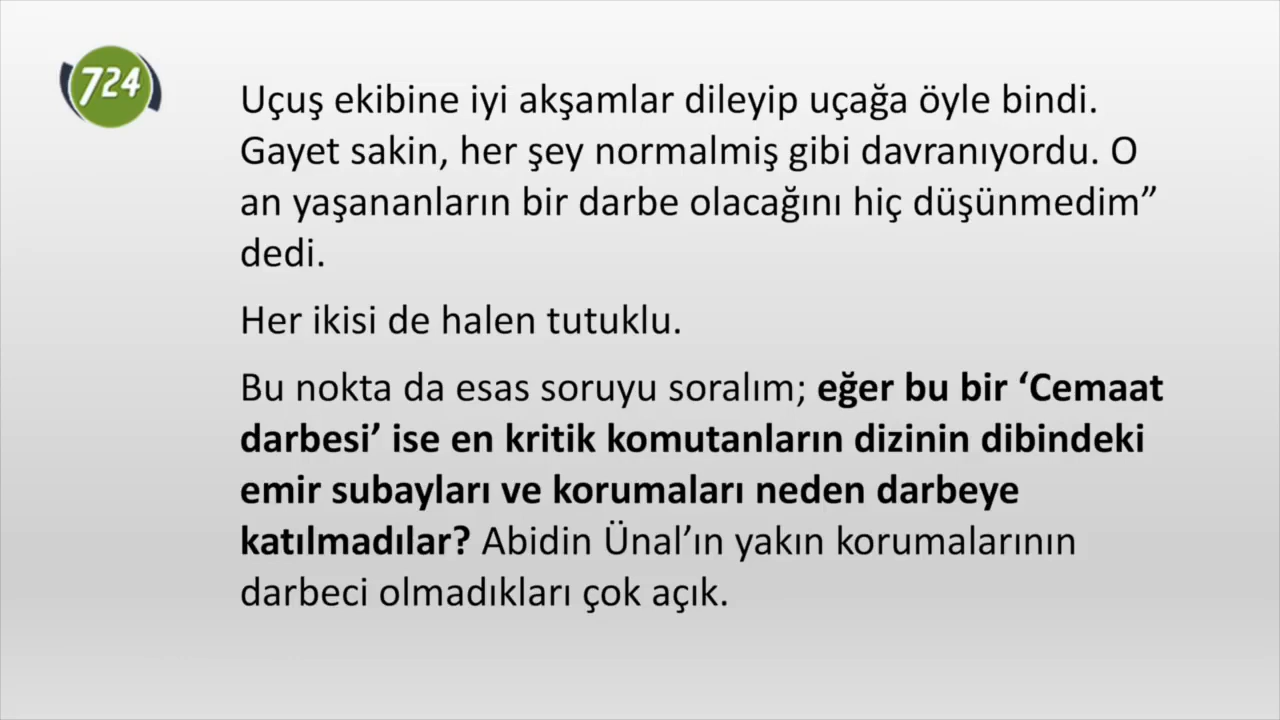 724
Uçuş ekibine iyi akşamlar dileyip uçağa öyle bindi.
Gayet sakin, her şey normalmiş gibi davranıyordu. O
an yaşananların bir darbe olacağını hiç düşünmedim”
dedi.
Her ikisi de halen tutuklu.
Bu nokta da esas soruyu soralım; eğer bu bir ‘Cemaat
darbesi’ ise en kritik komutanların dizinin dibindeki
emir subayları ve korumaları neden darbeye
katılmadılar? Abidin Ünal’ın yakın korumalarının
darbeci olmadıkları çok açık.